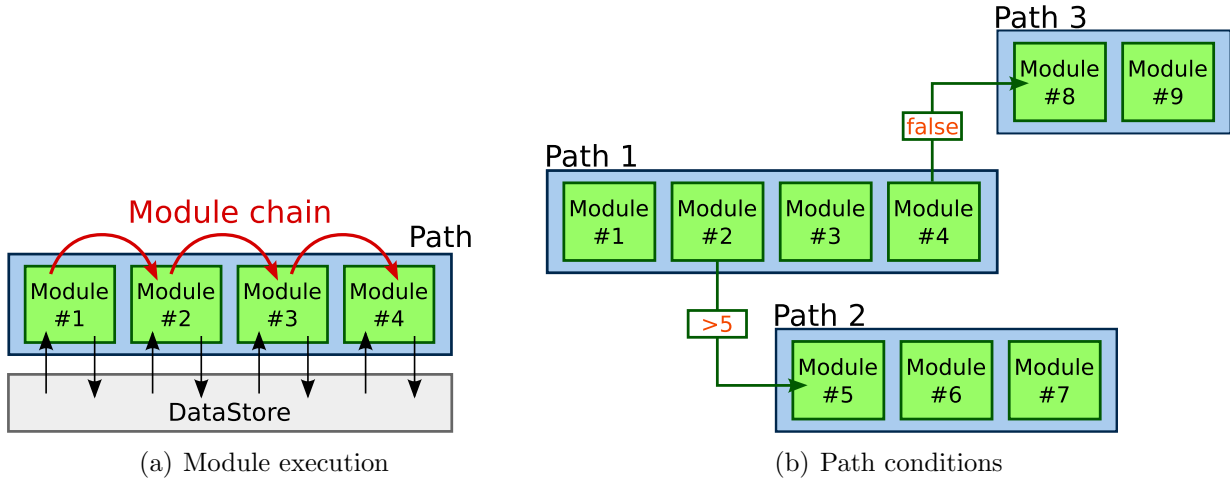 Module chain
Path
Module
#1
Module
#2
Module
#3
Module
#4
DataStore
(a) Module execution
Path 3
Module
#8
Module
#9
false
Path 1
Module
#1
Module
#2
Module
#3
Module
#4
>5
Path 2
Module
#5
Module
#6
Module
#7
(b) Path conditions